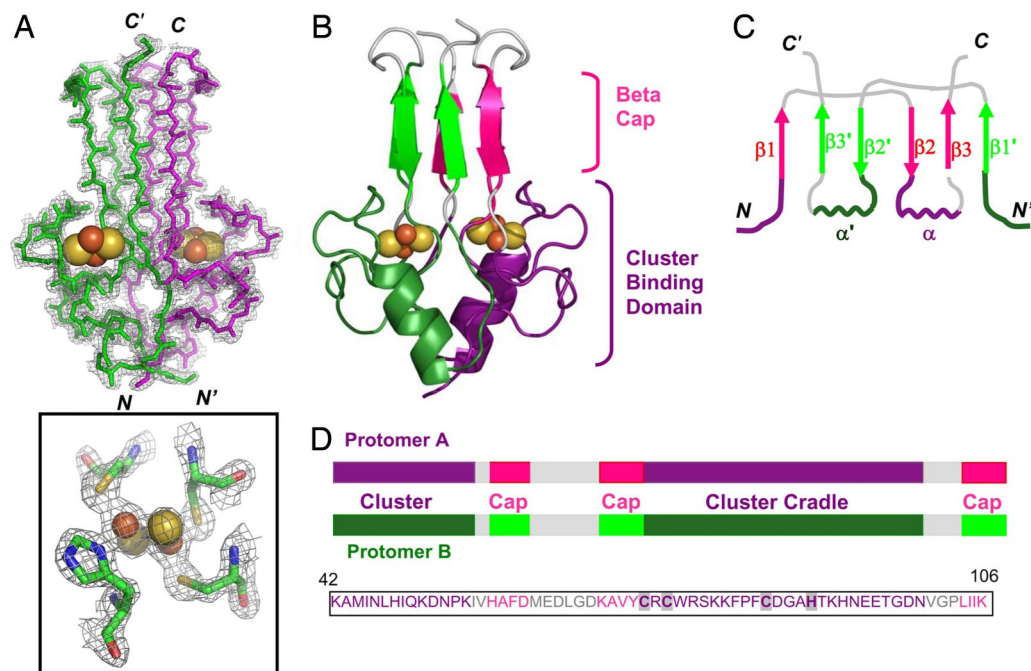 A
C' C
N N'
B
Beta
Cap
Cluster
Binding
Domain
C
C' C
β1 β3' β2' β2 β3 β1'
N N'
α' α
D
Protomer A
Cluster Cap Cap Cluster Cradle Cap
Protomer B
42 106
KAMINLHIQKDNPKIVHAFDMEDLGDKAVYCRCWRSKKFPFCDGAHTKHNEETGDNVGPLIIK